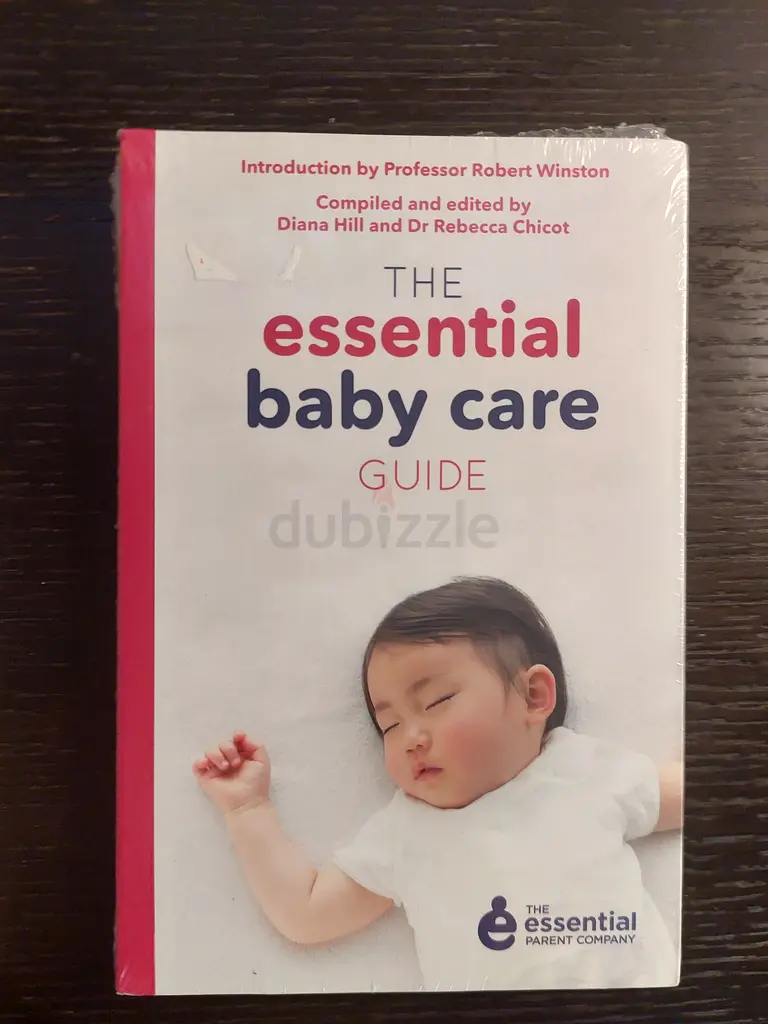 Introduction by Professor Robert Winston
Compiled and edited by
Diana Hill and Dr Rebecca Chicot
THE
essential
baby care
GUIDE
dubizzle
THE
essential
PARENT COMPANY